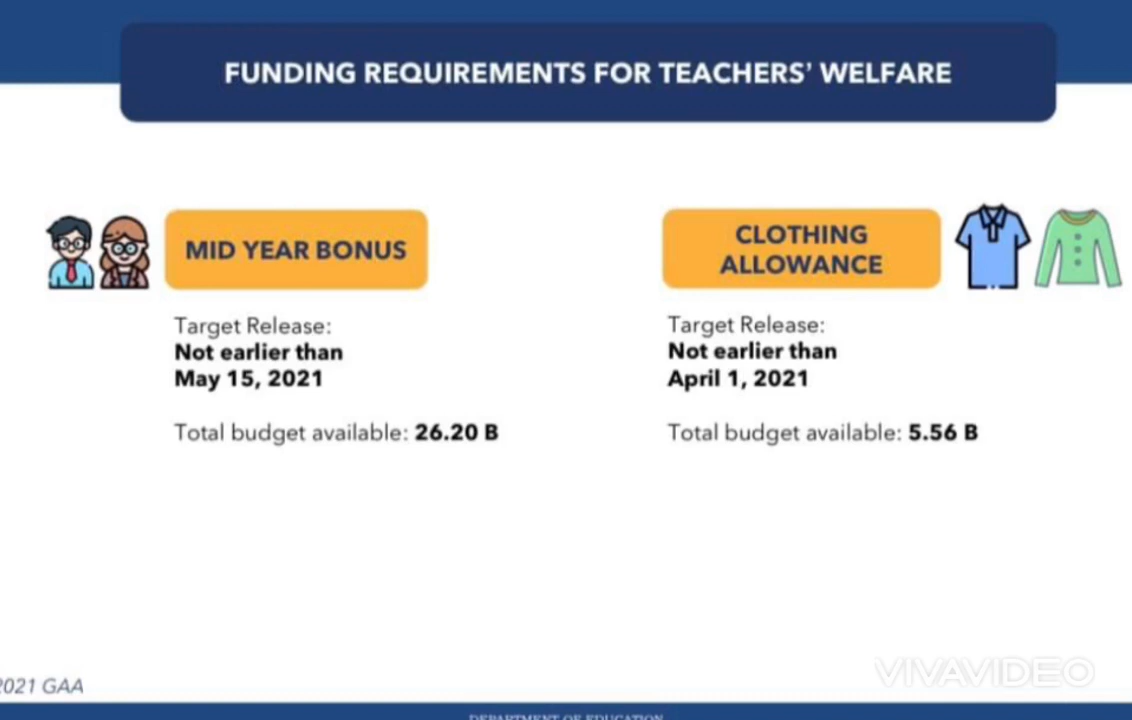 FUNDING REQUIREMENTS FOR TEACHERS’ WELFARE
MID YEAR BONUS
Target Release:
Not earlier than
May 15, 2021
Total budget available: 26.20 B
CLOTHING
ALLOWANCE
Target Release:
Not earlier than
April 1, 2021
Total budget available: 5.56 B
2021 GAA
VIVAVIDEO
DEPARTMENT OF EDUCATION